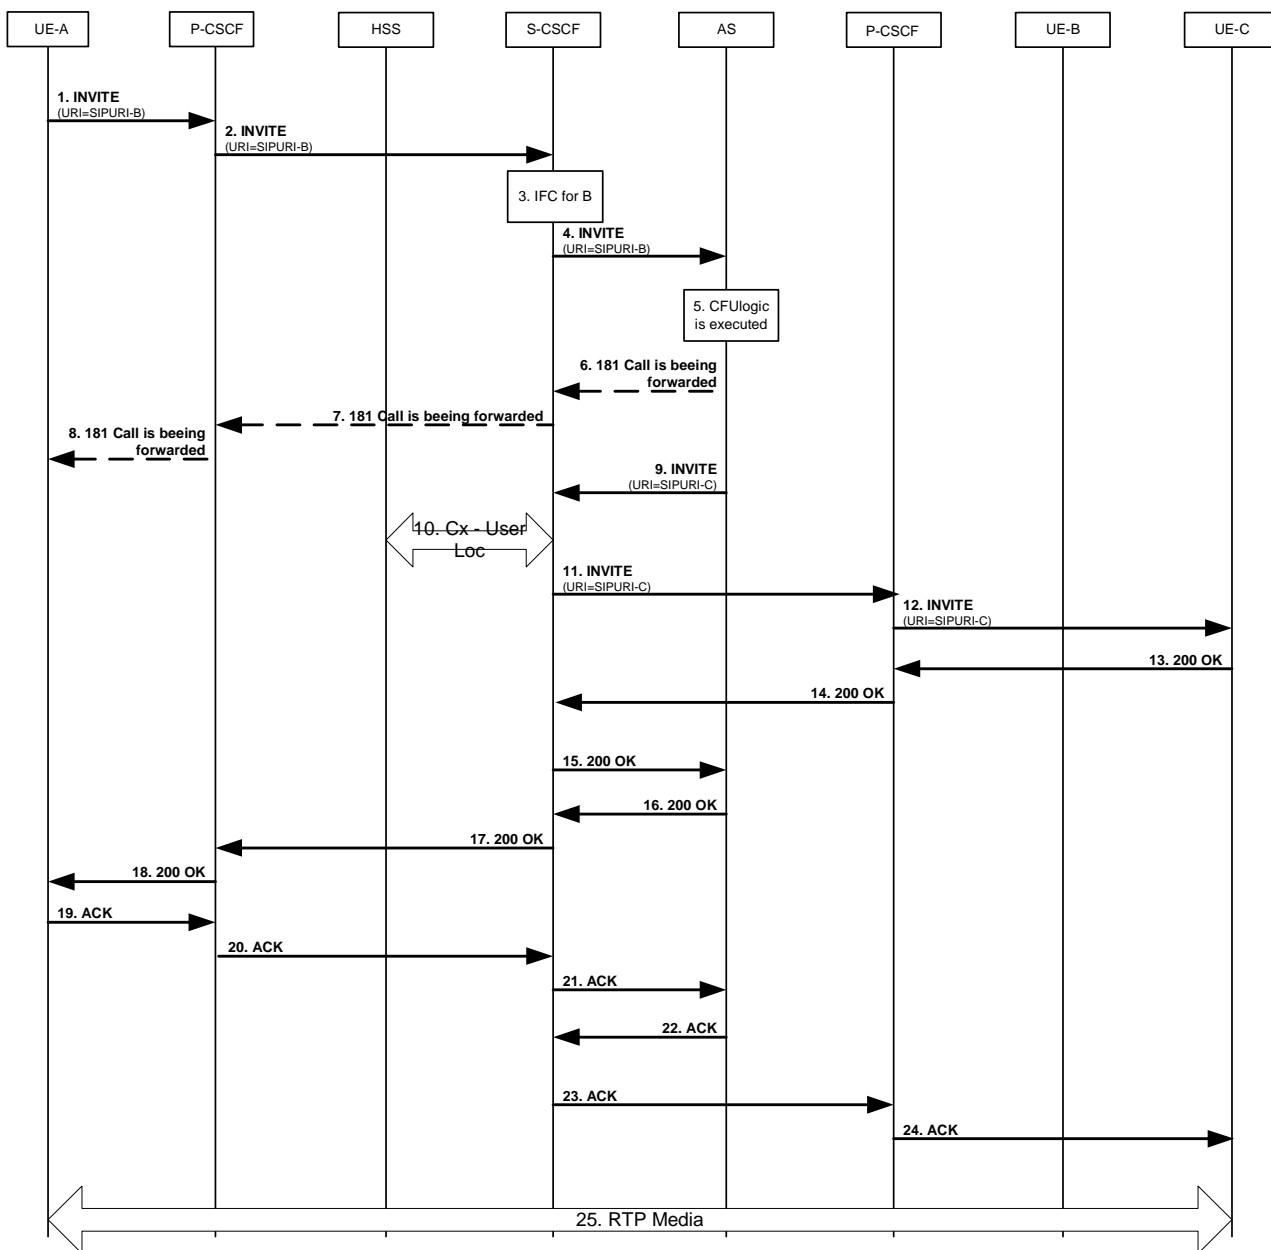 UE-A
P-CSCF
HSS
S-CSCF
AS
P-CSCF
UE-B
UE-C
1. INVITE
(URI=SIPURI-B)
2. INVITE
(URI=SIPURI-B)
3. IFC for B
4. INVITE
(URI=SIPURI-B)
5. CFUlogic
is executed
6. 181 Call is beeing
forwarded
7. 181 Call is beeing forwarded
8. 181 Call is beeing
forwarded
9. INVITE
(URI=SIPURI-C)
10. Cx - User
Loc
11. INVITE
(URI=SIPURI-C)
12. INVITE
(URI=SIPURI-C)
13. 200 OK
14. 200 OK
15. 200 OK
16. 200 OK
17. 200 OK
18. 200 OK
19. ACK
20. ACK
21. ACK
22. ACK
23. ACK
24. ACK
25. RTP Media